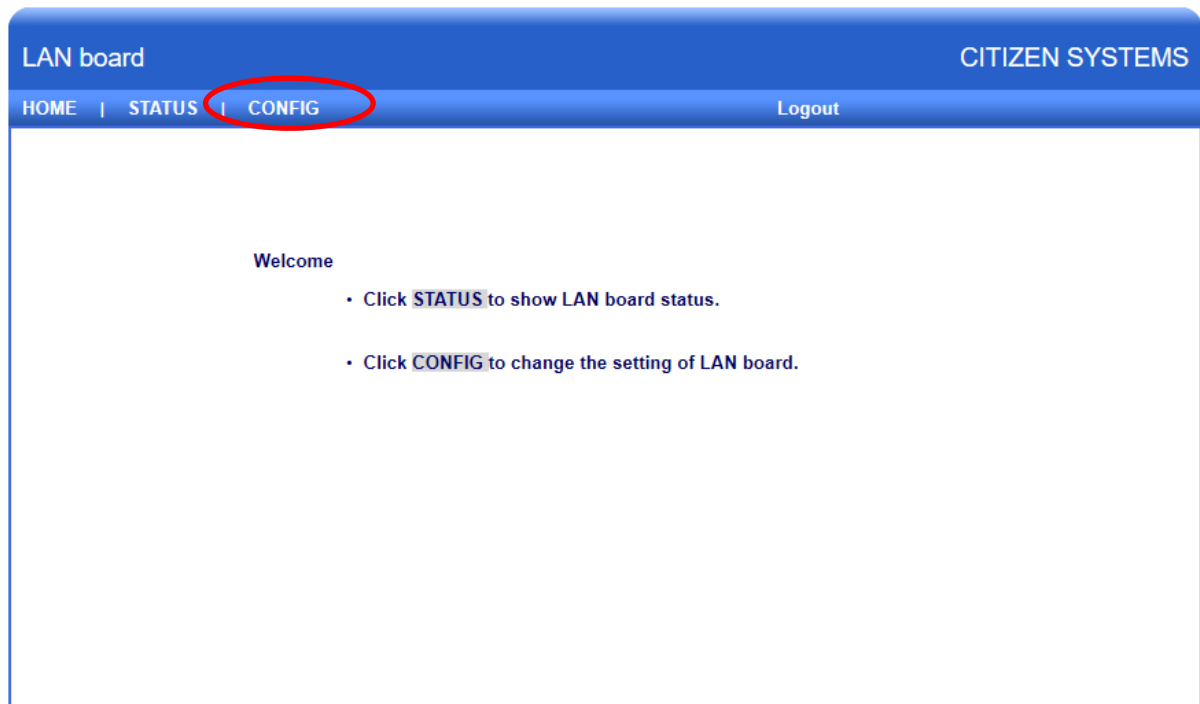 LAN board CITIZEN SYSTEMS
HOME | STATUS | CONFIG Logout
Welcome
• Click STATUS to show LAN board status.
• Click CONFIG to change the setting of LAN board.